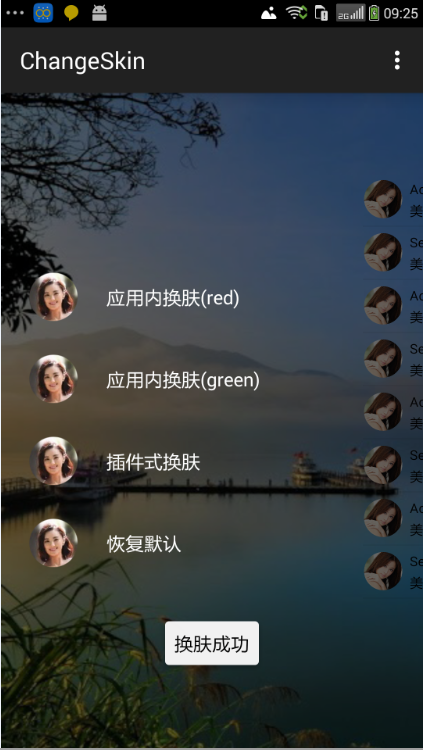 2G
09:25
ChangeSkin
应用内换肤(red)
应用内换肤(green)
插件式换肤
恢复默认
换肤成功
Ac
美
Se
美
Ac
美
Se
美
Ac
美
Se
美
Ac
美
Se
美